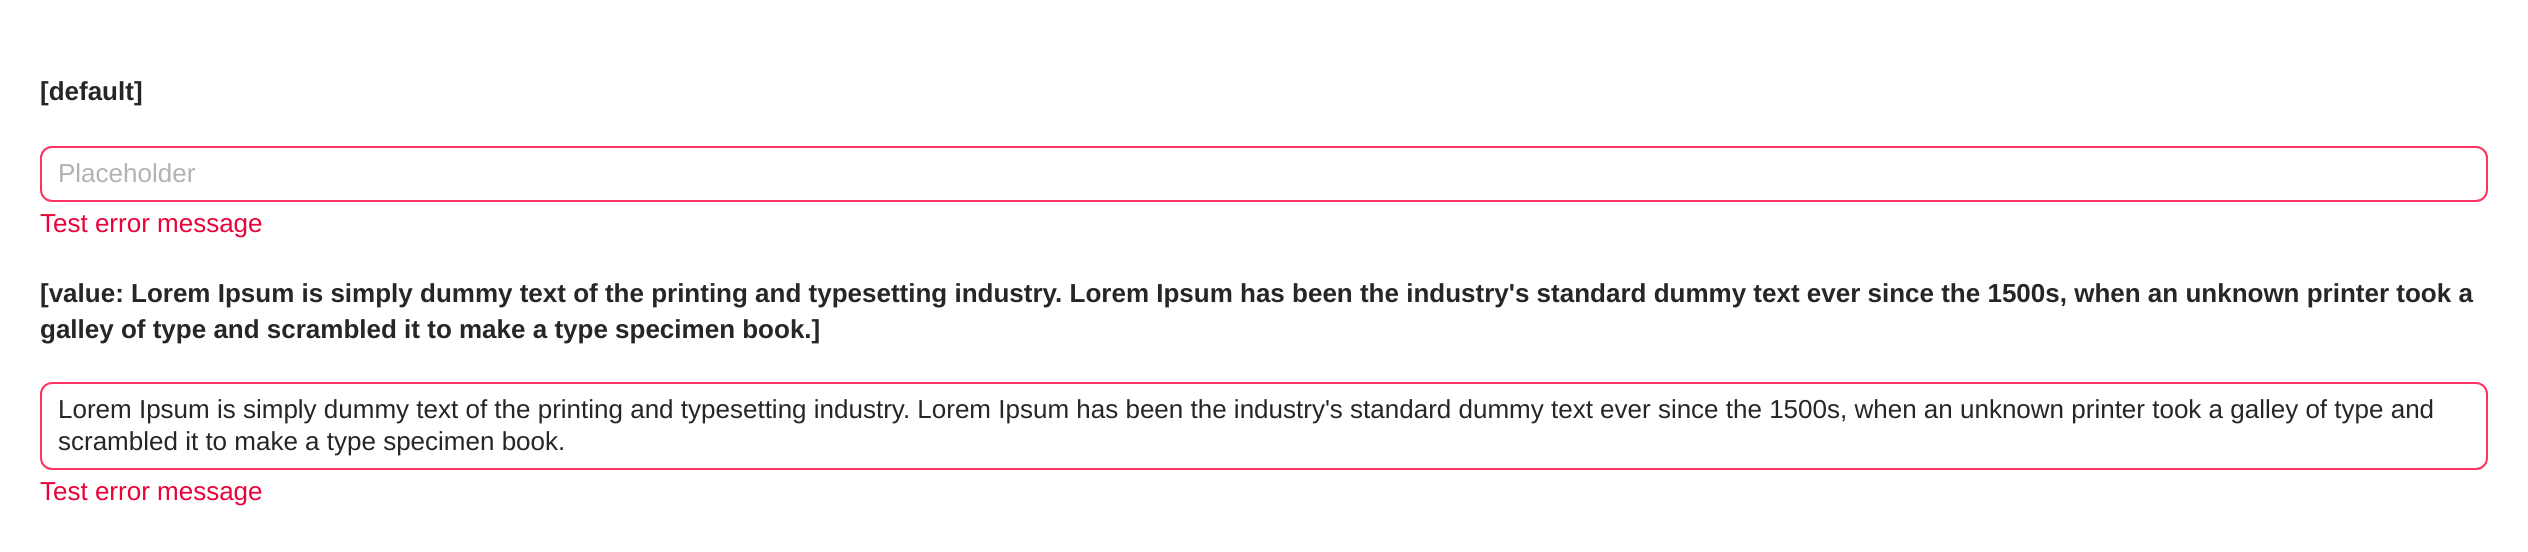 [default]
Placeholder
Test error message
[value: Lorem Ipsum is simply dummy text of the printing and typesetting industry. Lorem Ipsum has been the industry's standard dummy text ever since the 1500s, when an unknown printer took a
galley of type and scrambled it to make a type specimen book.]
Lorem Ipsum is simply dummy text of the printing and typesetting industry. Lorem Ipsum has been the industry's standard dummy text ever since the 1500s, when an unknown printer took a galley of type and
scrambled it to make a type specimen book.
Test error message